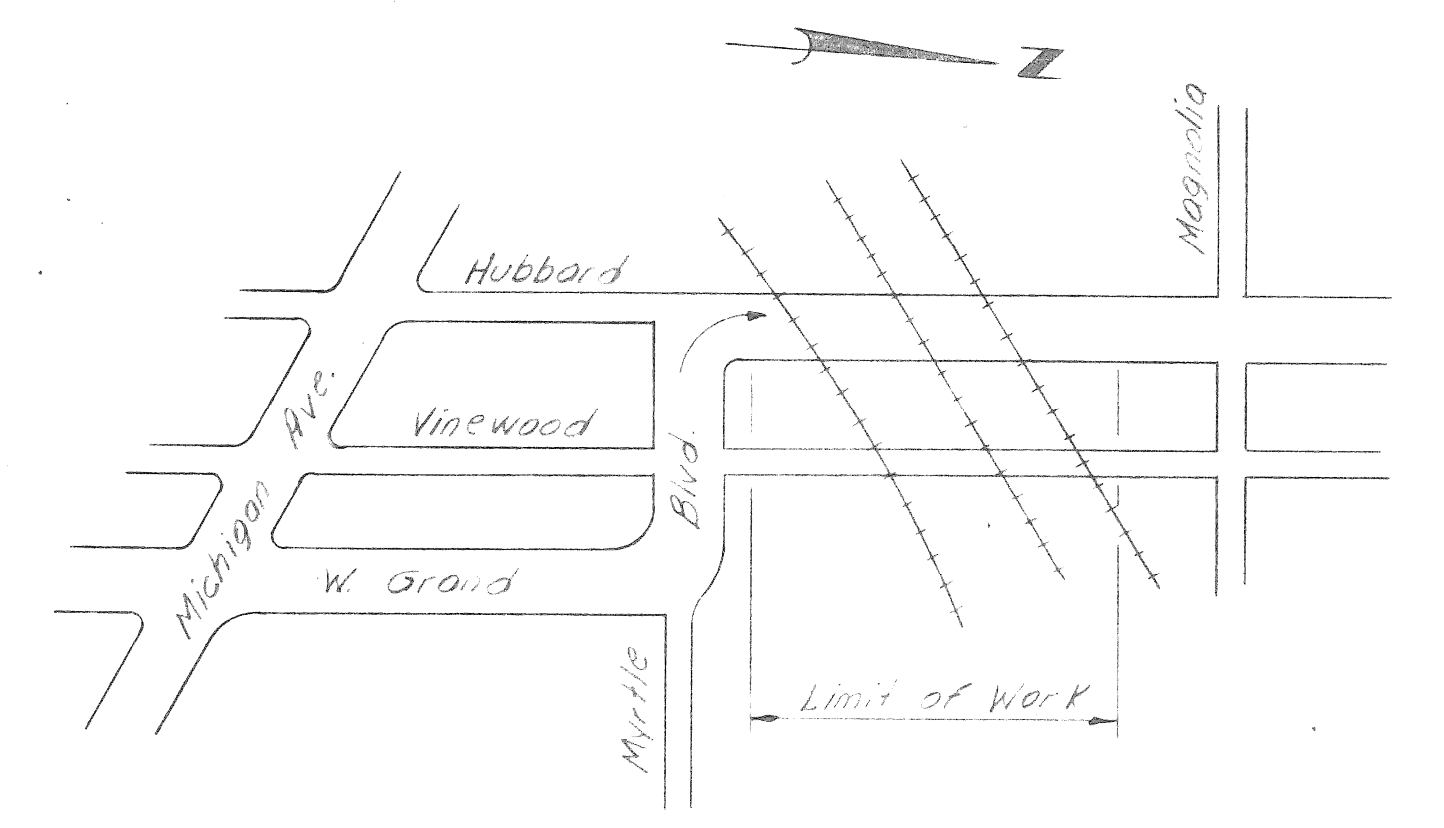 N
Magnolia
Hubbard
Vinewood
Michigan Ave.
Blvd.
W. Grand
Myrtle
Limit of Work